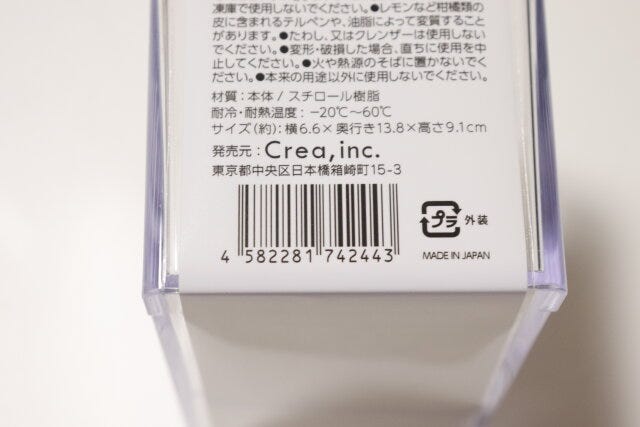 凍庫で使用しないでください。●レモンなど柑橘類の
皮に含まれるテルペンや、油脂によって変質すること
があります。●たわし、又はクレンザーは使用しない
でください。●変形・破損した場合、直ちに使用を中
止してください。●火や熱源のそばに置かないでくだ
さい。●本来の用途以外に使用しないでください。
材質：本体 / スチロール樹脂
耐冷・耐熱温度：−20℃〜60℃
サイズ(約)：横6.6×奥行き13.8×高さ9.1cm
発売元：Crea,inc.
東京都中央区日本橋箱崎町15-3
4 582281 742443
プラ 外装
MADE IN JAPAN